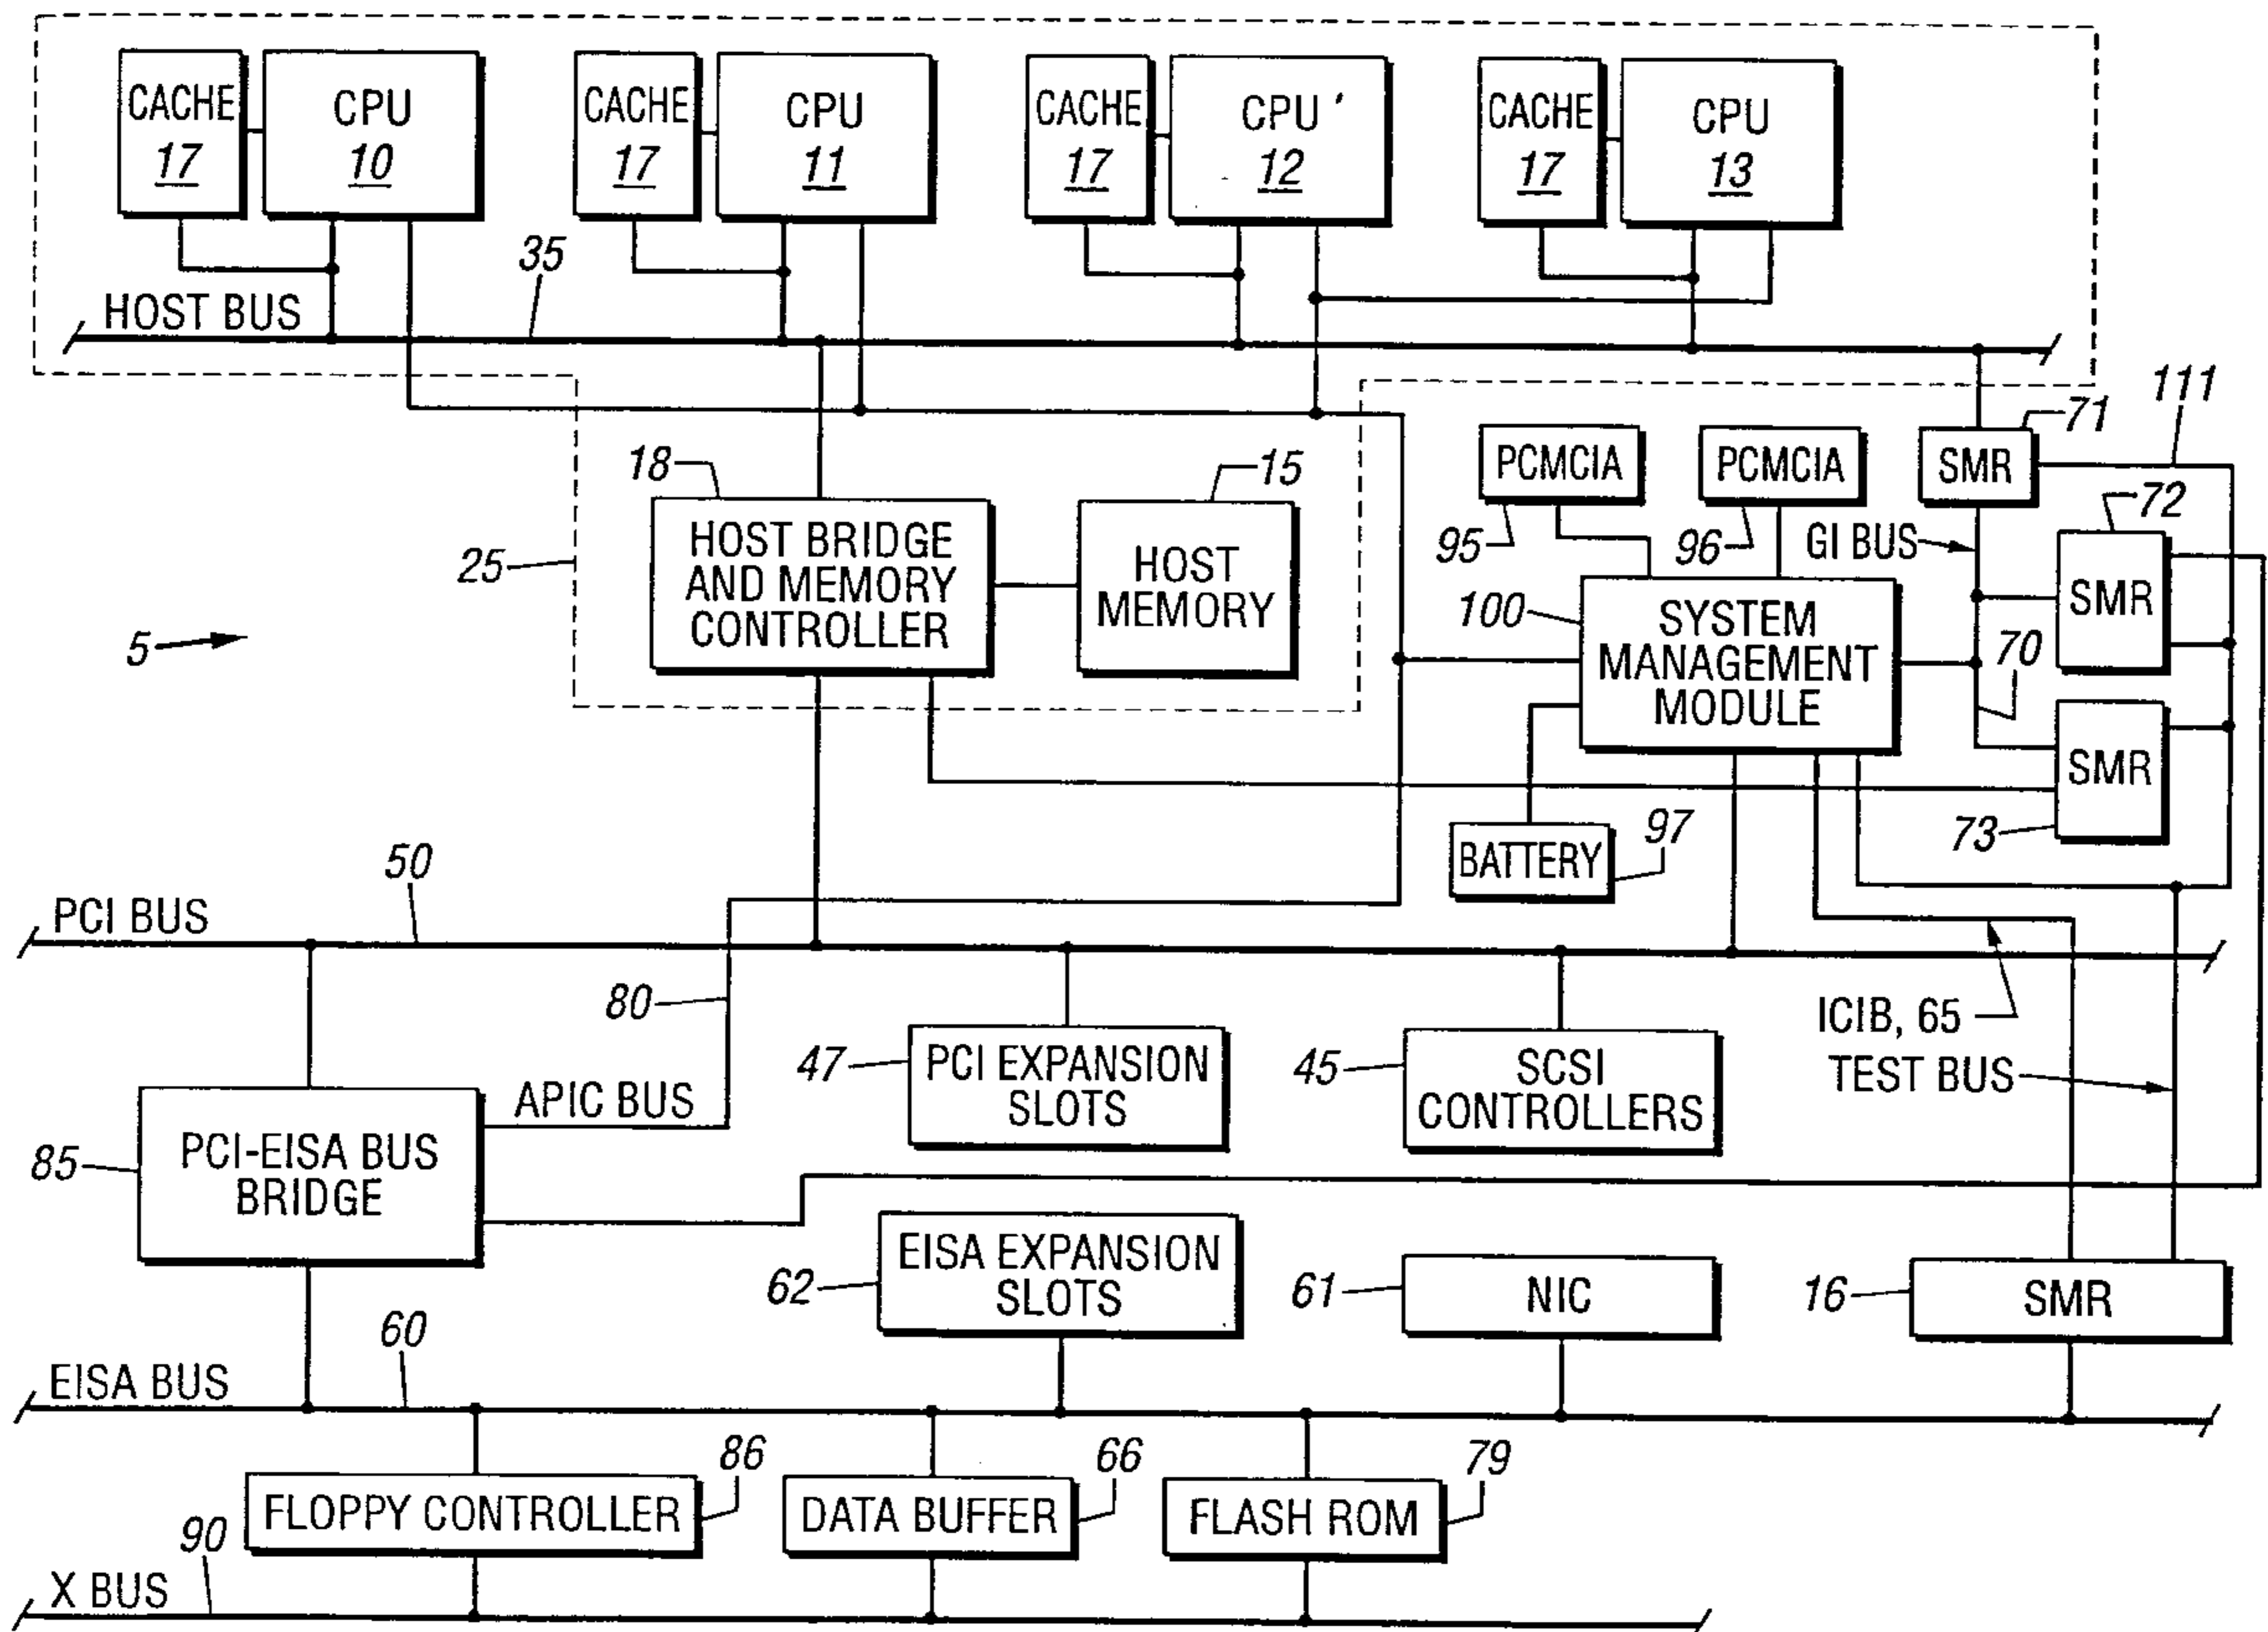 CACHE
17
CPU
10
CACHE
17
CPU
11
CACHE
17
CPU '
12
CACHE
17
CPU
13
35
HOST BUS
111
71
SMR
18
15
PCMCIA
PCMCIA
72
HOST BRIDGE
AND MEMORY
CONTROLLER
HOST
MEMORY
25
95
96
GI BUS
SMR
100
SYSTEM
MANAGEMENT
MODULE
70
5
SMR
73
BATTERY
97
50
PCI BUS
80
47
PCI EXPANSION
SLOTS
45
SCSI
CONTROLLERS
ICIB, 65
TEST BUS
APIC BUS
85
PCI-EISA BUS
BRIDGE
62
EISA EXPANSION
SLOTS
61
NIC
16
SMR
60
EISA BUS
FLOPPY CONTROLLER
86
DATA BUFFER
66
FLASH ROM
79
90
X BUS